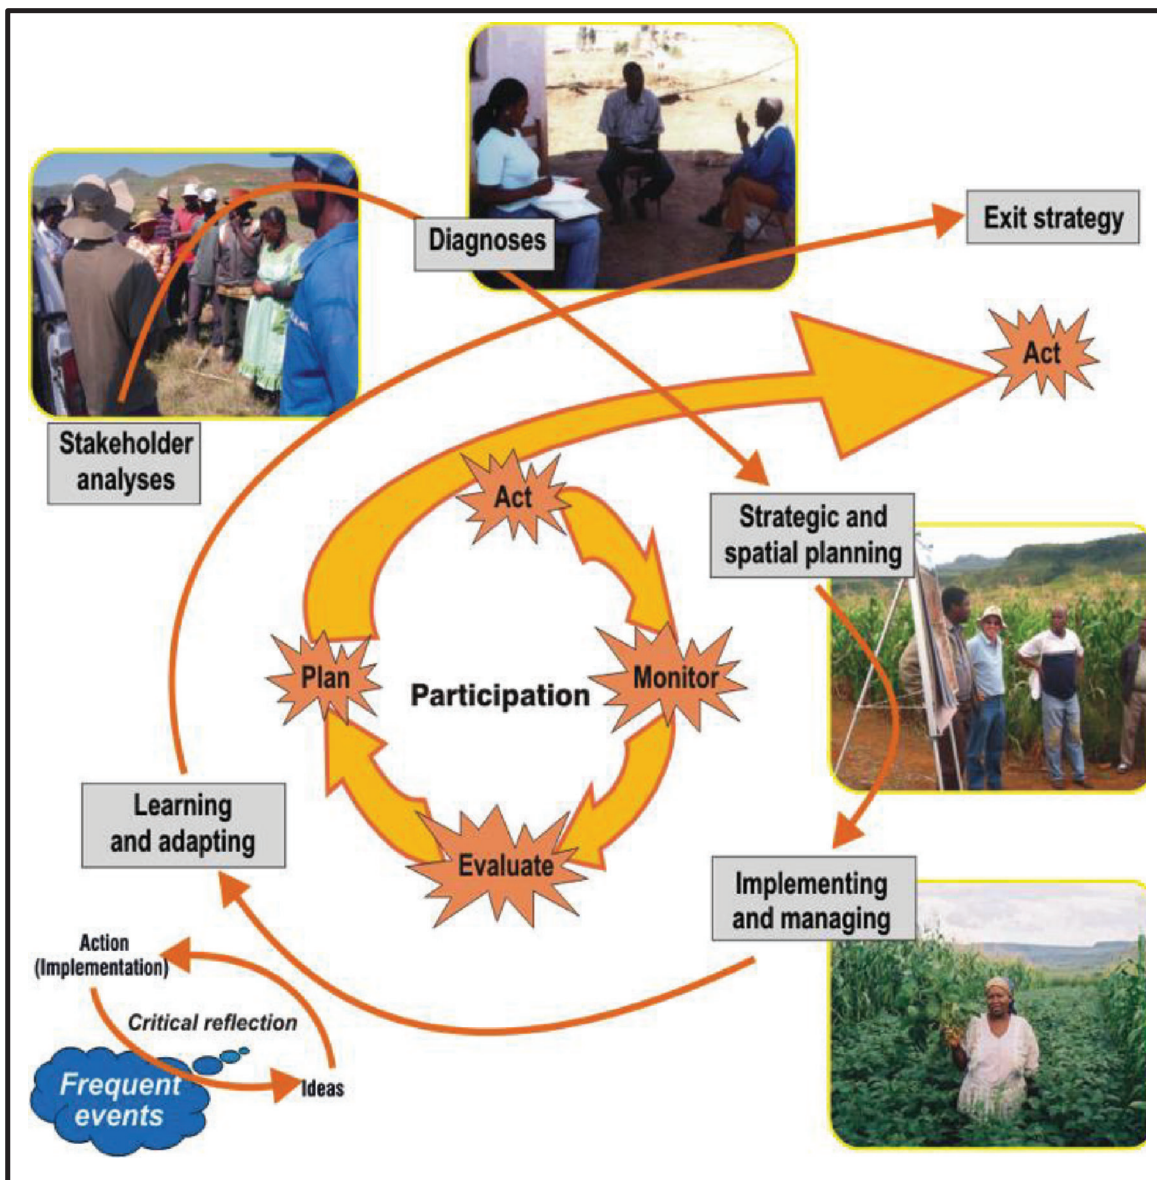 Diagnoses
Exit strategy
Act
Stakeholder
analyses
Act
Strategic and
spatial planning
Plan
Participation
Monitor
Learning
and adapting
Evaluate
Implementing
and managing
Action
(Implementation)
Critical reflection
Frequent
events
Ideas